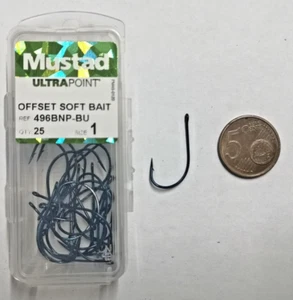 Mustad
ULTRAPOINT
OFFSET SOFT BAIT
REF 496BNP-BU
QTY 25 SIZE 1
5